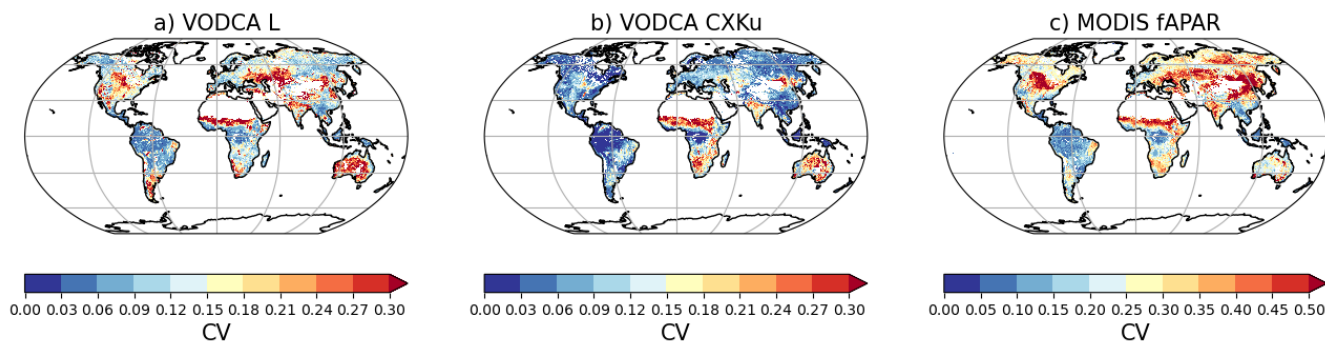 a) VODCA L
b) VODCA CXKu
c) MODIS fAPAR
0.00 0.03 0.06 0.09 0.12 0.15 0.18 0.21 0.24 0.27 0.30
0.00 0.03 0.06 0.09 0.12 0.15 0.18 0.21 0.24 0.27 0.30
0.00 0.05 0.10 0.15 0.20 0.25 0.30 0.35 0.40 0.45 0.50
CV
CV
CV